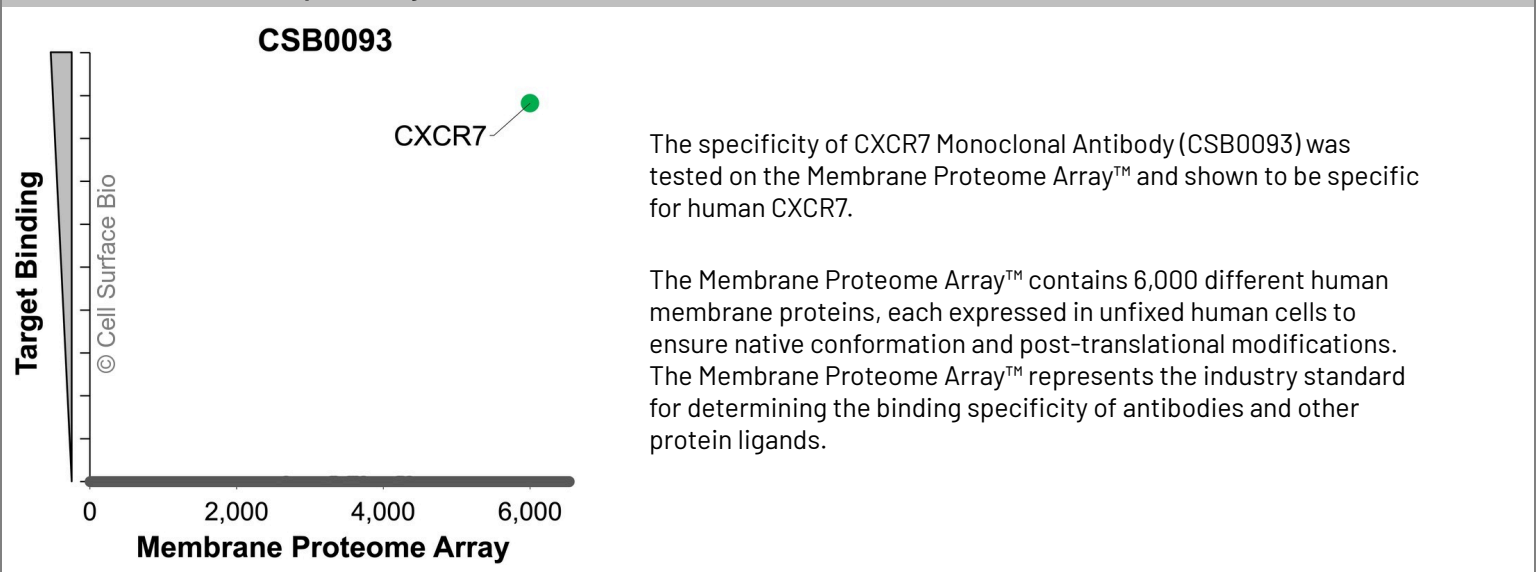 CSB0093
CXCR7
Target Binding
© Cell Surface Bio
0
2,000
4,000
6,000
Membrane Proteome Array
The specificity of CXCR7 Monoclonal Antibody (CSB0093) was
tested on the Membrane Proteome Array™ and shown to be specific
for human CXCR7.
The Membrane Proteome Array™ contains 6,000 different human
membrane proteins, each expressed in unfixed human cells to
ensure native conformation and post-translational modifications.
The Membrane Proteome Array™ represents the industry standard
for determining the binding specificity of antibodies and other
protein ligands.